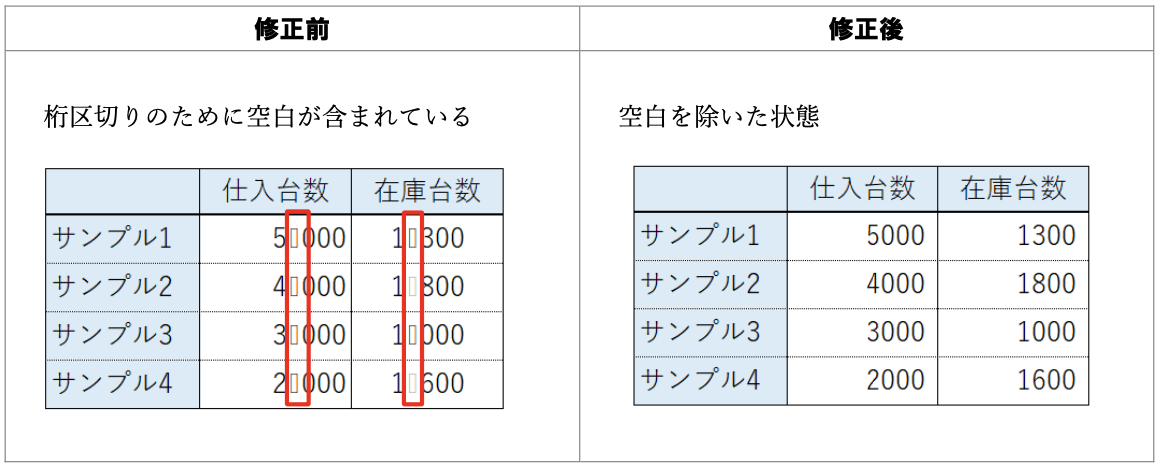 修正前 修正後
桁区切りのために空白が含まれている
仕入台数 在庫台数
サンプル1 5▯000 1▯300
サンプル2 4▯000 1▯800
サンプル3 3▯000 1▯000
サンプル4 2▯000 1▯600
空白を除いた状態
仕入台数 在庫台数
サンプル1 5000 1300
サンプル2 4000 1800
サンプル3 3000 1000
サンプル4 2000 1600